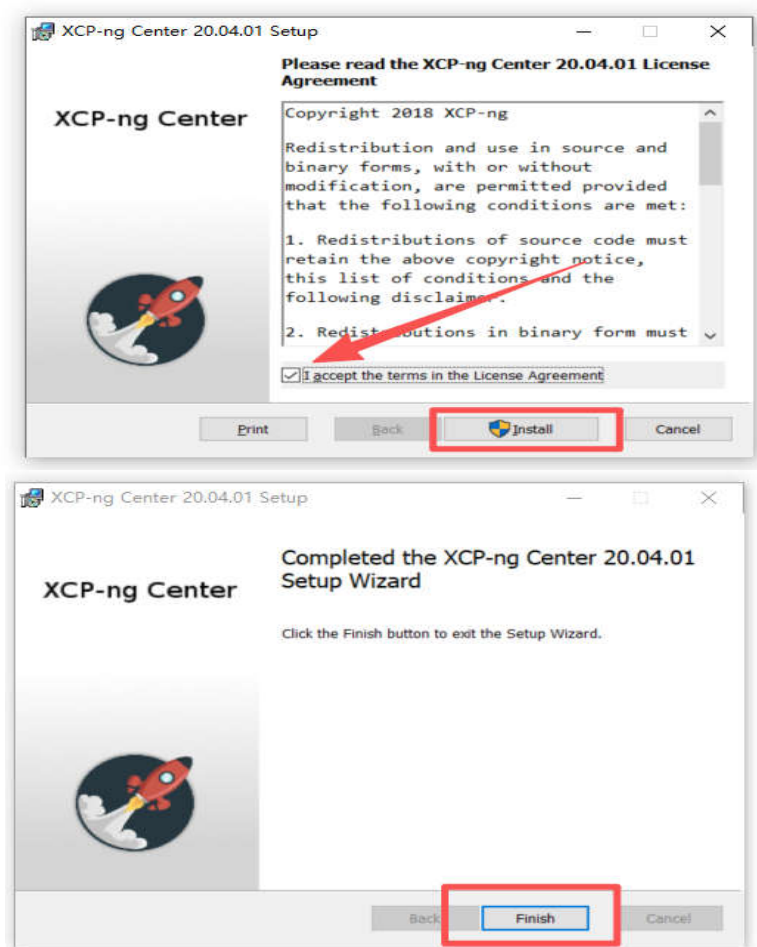 XCP-ng Center 20.04.01 Setup
Please read the XCP-ng Center 20.04.01 License
Agreement
XCP-ng Center
Copyright 2018 XCP-ng
Redistribution and use in source and
binary forms, with or without
modification, are permitted provided
that the following conditions are met:
1. Redistributions of source code must
retain the above copyright notice,
this list of conditions and the
following disclaimer.
2. Redistributions in binary form must
I accept the terms in the License Agreement
Print
Back
Install
Cancel
XCP-ng Center 20.04.01 Setup
Completed the XCP-ng Center 20.04.01
Setup Wizard
XCP-ng Center
Click the Finish button to exit the Setup Wizard.
Back
Finish
Cancel